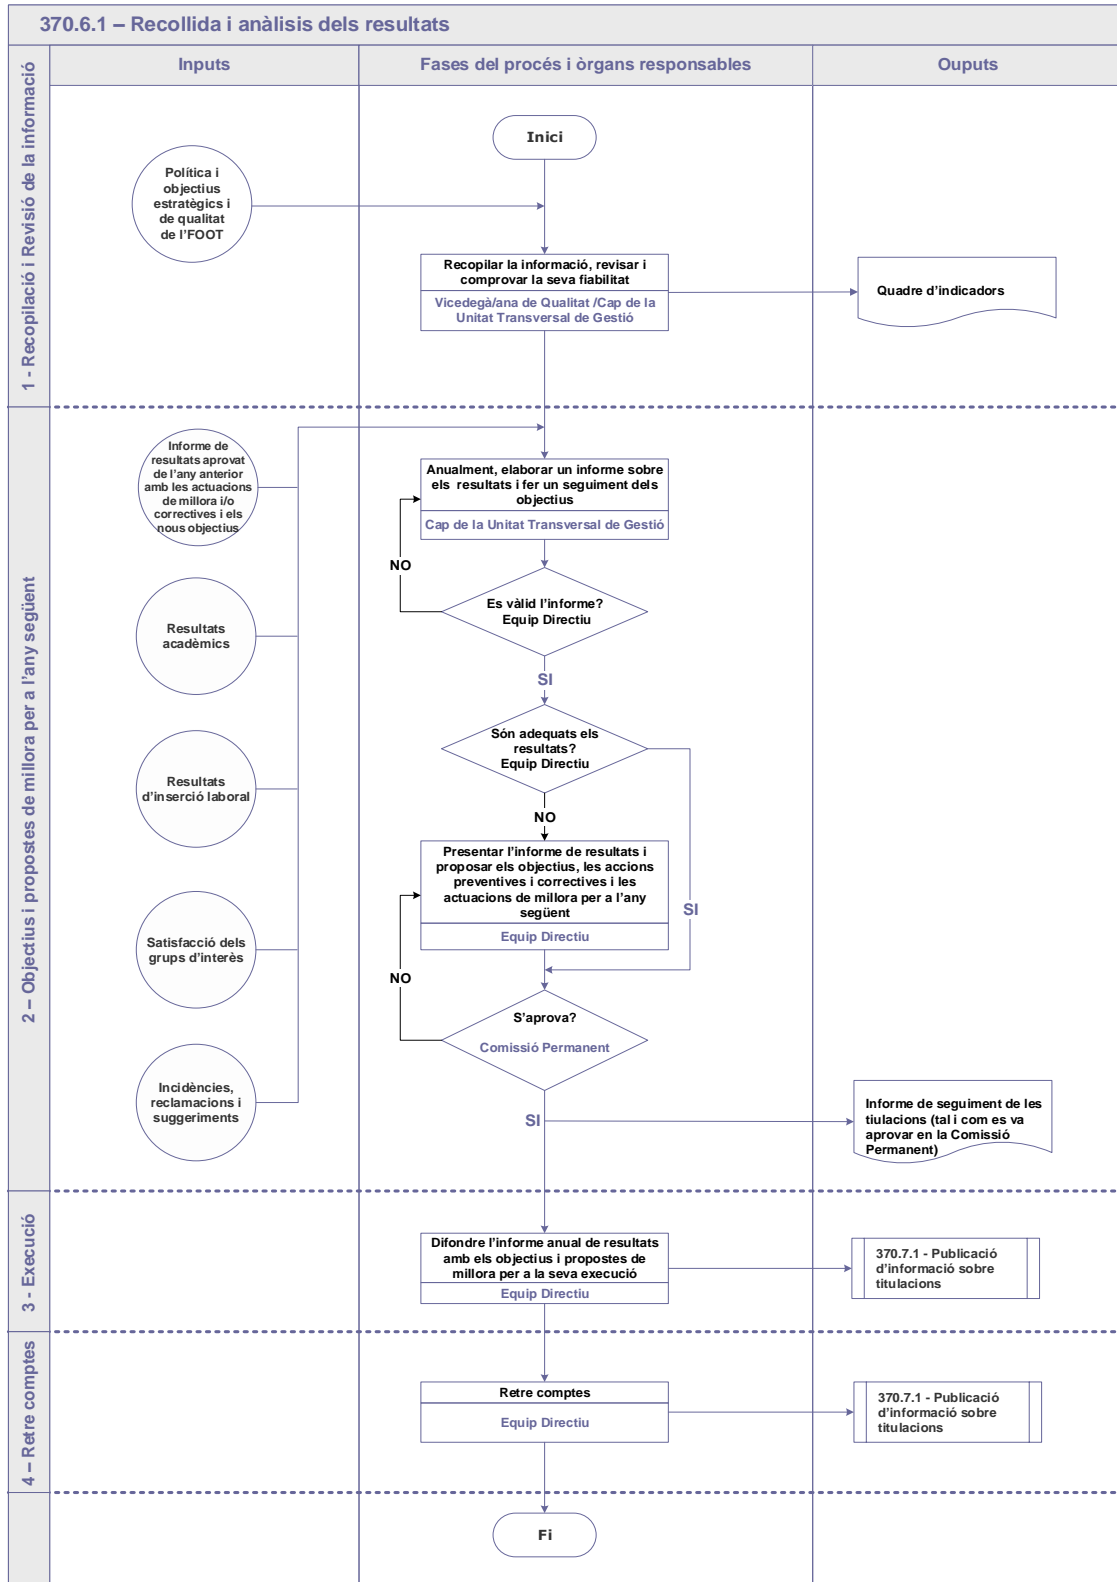 370.6.1 – Recollida i anàlisis dels resultats
Inputs
Fases del procés i òrgans responsables
Ouputs
1 - Recopilació i Revisió de la informació
Inici
Política i
objectius
estratègics i
de qualitat
de l’FOOT
Recopilar la informació, revisar i
comprovar la seva fiabilitat
Vicedegà/ana de Qualitat /Cap de la
Unitat Transversal de Gestió
Quadre d’indicadors
2 – Objectius i propostes de millora per a l’any següent
Informe de
resultats aprovat
de l’any anterior
amb les actuacions
de millora i/o
correctives i els
nous objectius
Anualment, elaborar un informe sobre
els resultats i fer un seguiment dels
objectius
Cap de la Unitat Transversal de Gestió
NO
Es vàlid l’informe?
Equip Directiu
Resultats
acadèmics
SI
Són adequats els
resultats?
Equip Directiu
Resultats
d’inserció laboral
NO
Presentar l’informe de resultats i
proposar els objectius, les accions
preventives i correctives i les
actuacions de millora per a l’any
següent
Equip Directiu
SI
Satisfacció dels
grups d’interès
NO
S’aprova?
Comissió Permanent
Incidències,
reclamacions i
suggeriments
SI
Informe de seguiment de les
tiulacions (tal i com es va
aprovar en la Comissió
Permanent)
3 - Execució
Difondre l’informe anual de resultats
amb els objectius i propostes de
millora per a la seva execució
Equip Directiu
370.7.1 - Publicació
d’informació sobre
titulacions
4 – Retre comptes
Retre comptes
Equip Directiu
370.7.1 - Publicació
d’informació sobre
titulacions
Fi